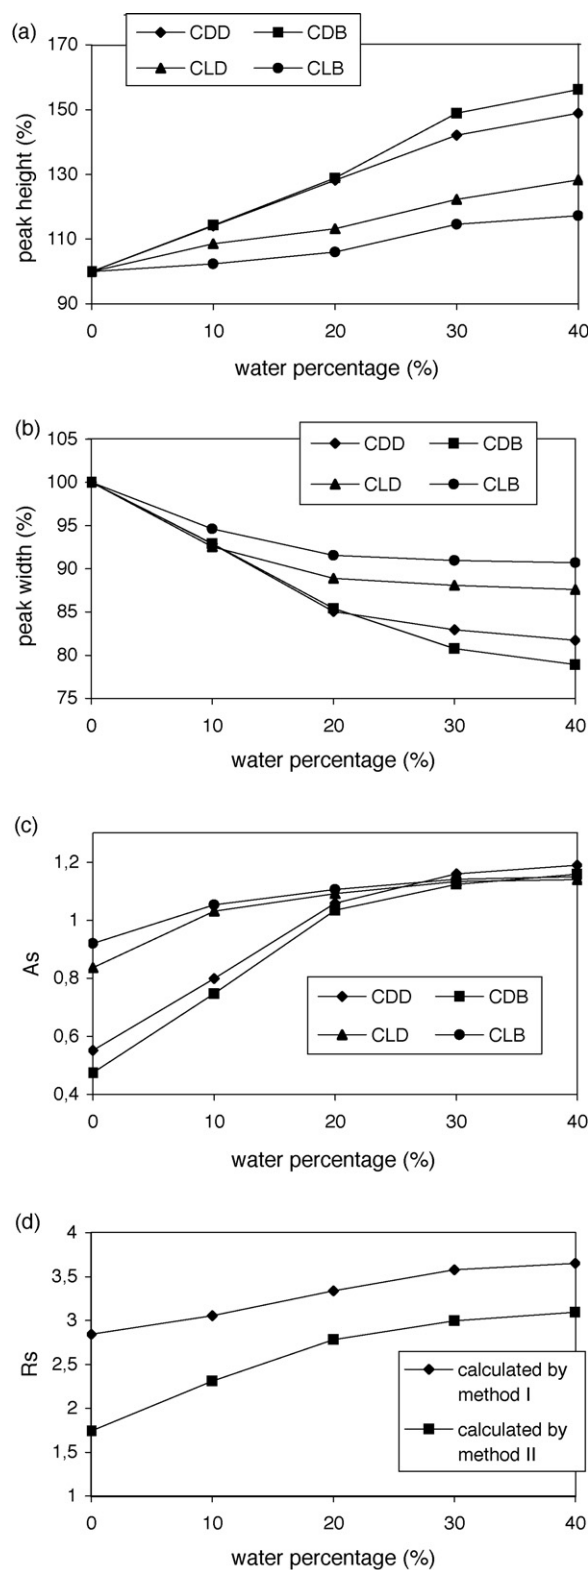 (a)
CDD CDB
CLD CLB
170
150
130
110
90
peak height (%)
0 10 20 30 40
water percentage (%)
(b)
CDD CDB
CLD CLB
105
100
95
90
85
80
75
peak width (%)
0 10 20 30 40
water percentage (%)
(c)
1,2
1
0,8
0,6
0,4
As
CDD CDB
CLD CLB
0 10 20 30 40
water percentage (%)
(d)
4
3,5
3
2,5
2
1,5
1
Rs
calculated by
method I
calculated by
method II
0 10 20 30 40
water percentage (%)